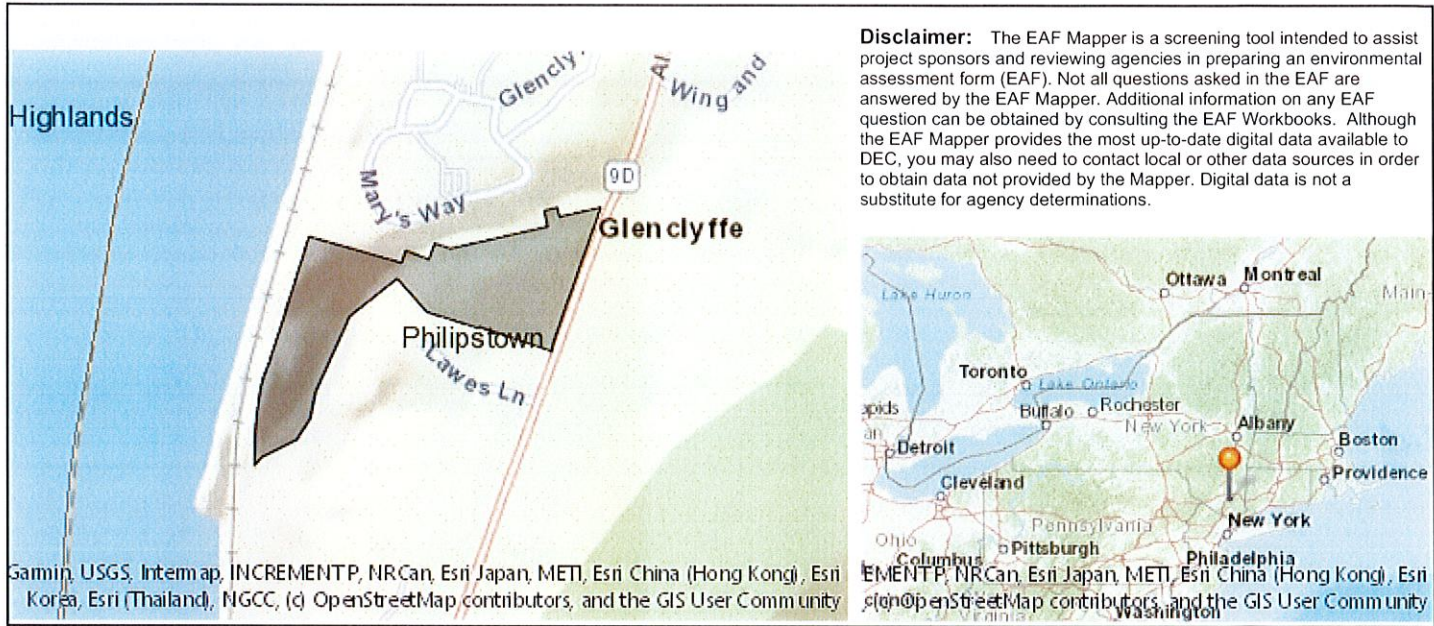 Disclaimer: The EAF Mapper is a screening tool intended to assist
project sponsors and reviewing agencies in preparing an environmental
assessment form (EAF). Not all questions asked in the EAF are
answered by the EAF Mapper. Additional information on any EAF
question can be obtained by consulting the EAF Workbooks. Although
the EAF Mapper provides the most up-to-date digital data available to
DEC, you may also need to contact local or other data sources in order
to obtain data not provided by the Mapper. Digital data is not a
substitute for agency determinations.
Highlands
Glencly
Al
Wing and
9D
Mary's Way
Glenclyffe
Philipstown
Lawes Ln
Garmin, USGS, Intermap, INCREMENT P, NRCan, Esri Japan, METI, Esri China (Hong Kong), Esri
Korea, Esri (Thailand), NGCC, (c) OpenStreetMap contributors, and the GIS User Community
Ottawa
Montreal
Main
Lake Huron
Toronto
Lake Ontario
apids
Buffalo
Rochester
New York
Albany
an
Detroit
Boston
Providence
Cleveland
New York
Pennsylvania
Ohio
Pittsburgh
Columbus
Philadelphia
EMENT P, NRCan, Esri Japan, METI, Esri China (Hong Kong), Esri
OpenStreetMap contributors, and the GIS User Community
Virginia
Washington